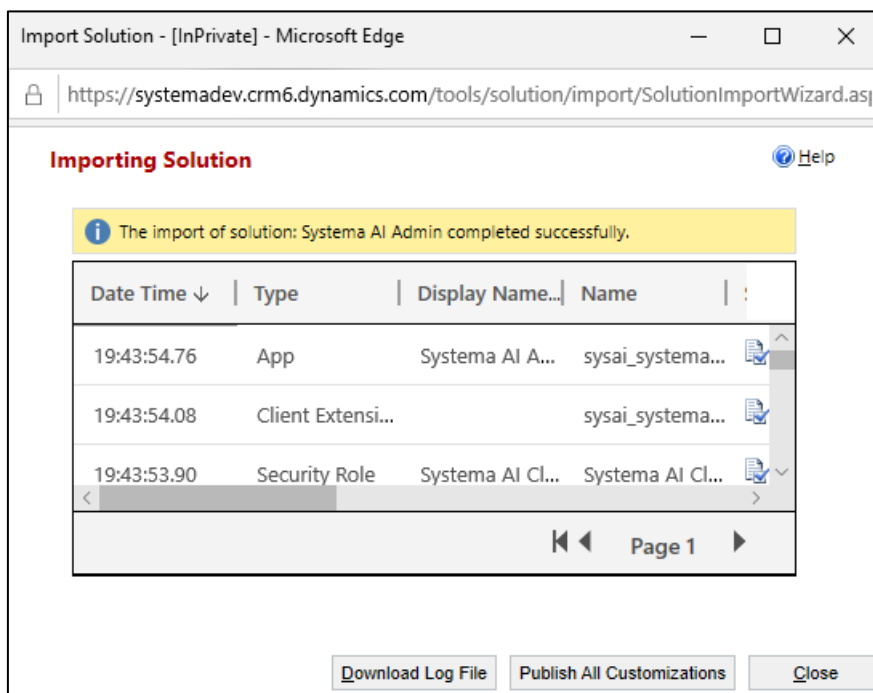 Import Solution - [InPrivate] - Microsoft Edge
https://systemadev.crm6.dynamics.com/tools/solution/import/SolutionImportWizard.asp
Importing Solution
Help
The import of solution: Systema AI Admin completed successfully.
Date Time Type Display Name... Name
19:43:54.76 App Systema AI A... sysai_systema...
19:43:54.08 Client Extensi... sysai_systema...
19:43:53.90 Security Role Systema AI Cl... Systema AI Cl...
Page 1
Download Log File Publish All Customizations Close